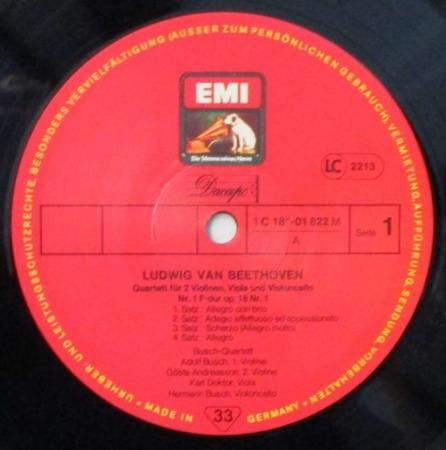 URHEBER- UND LEISTUNGSSCHUTZRECHTE, BESONDERS VERVIELFÄLTIGUNG (AUSSER ZUM PERSÖNLICHEN GEBRAUCH), VERMIETUNG, AUFFÜHRUNG, SENDUNG, VORBEHALTEN •
EMI
Die Stimme seines Herrn
LC 2213
Dacapo
1 C 18 -01 822 M
A
Seite 1
LUDWIG VAN BEETHOVEN
Quartett für 2 Violinen, Viola und Violoncello
Nr. 1 F-dur op. 18 Nr. 1
1. Satz: Allegro con brio
2. Satz: Adagio affettuoso ed appassionato
3. Satz: Scherzo (Allegro molto)
4. Satz: Allegro
Busch-Quartett
Adolf Busch, 1. Violine
Gösta Andreasson, 2. Violine
Karl Doktor, Viola
Hermann Busch, Violoncello
• MADE IN GERMANY •
33